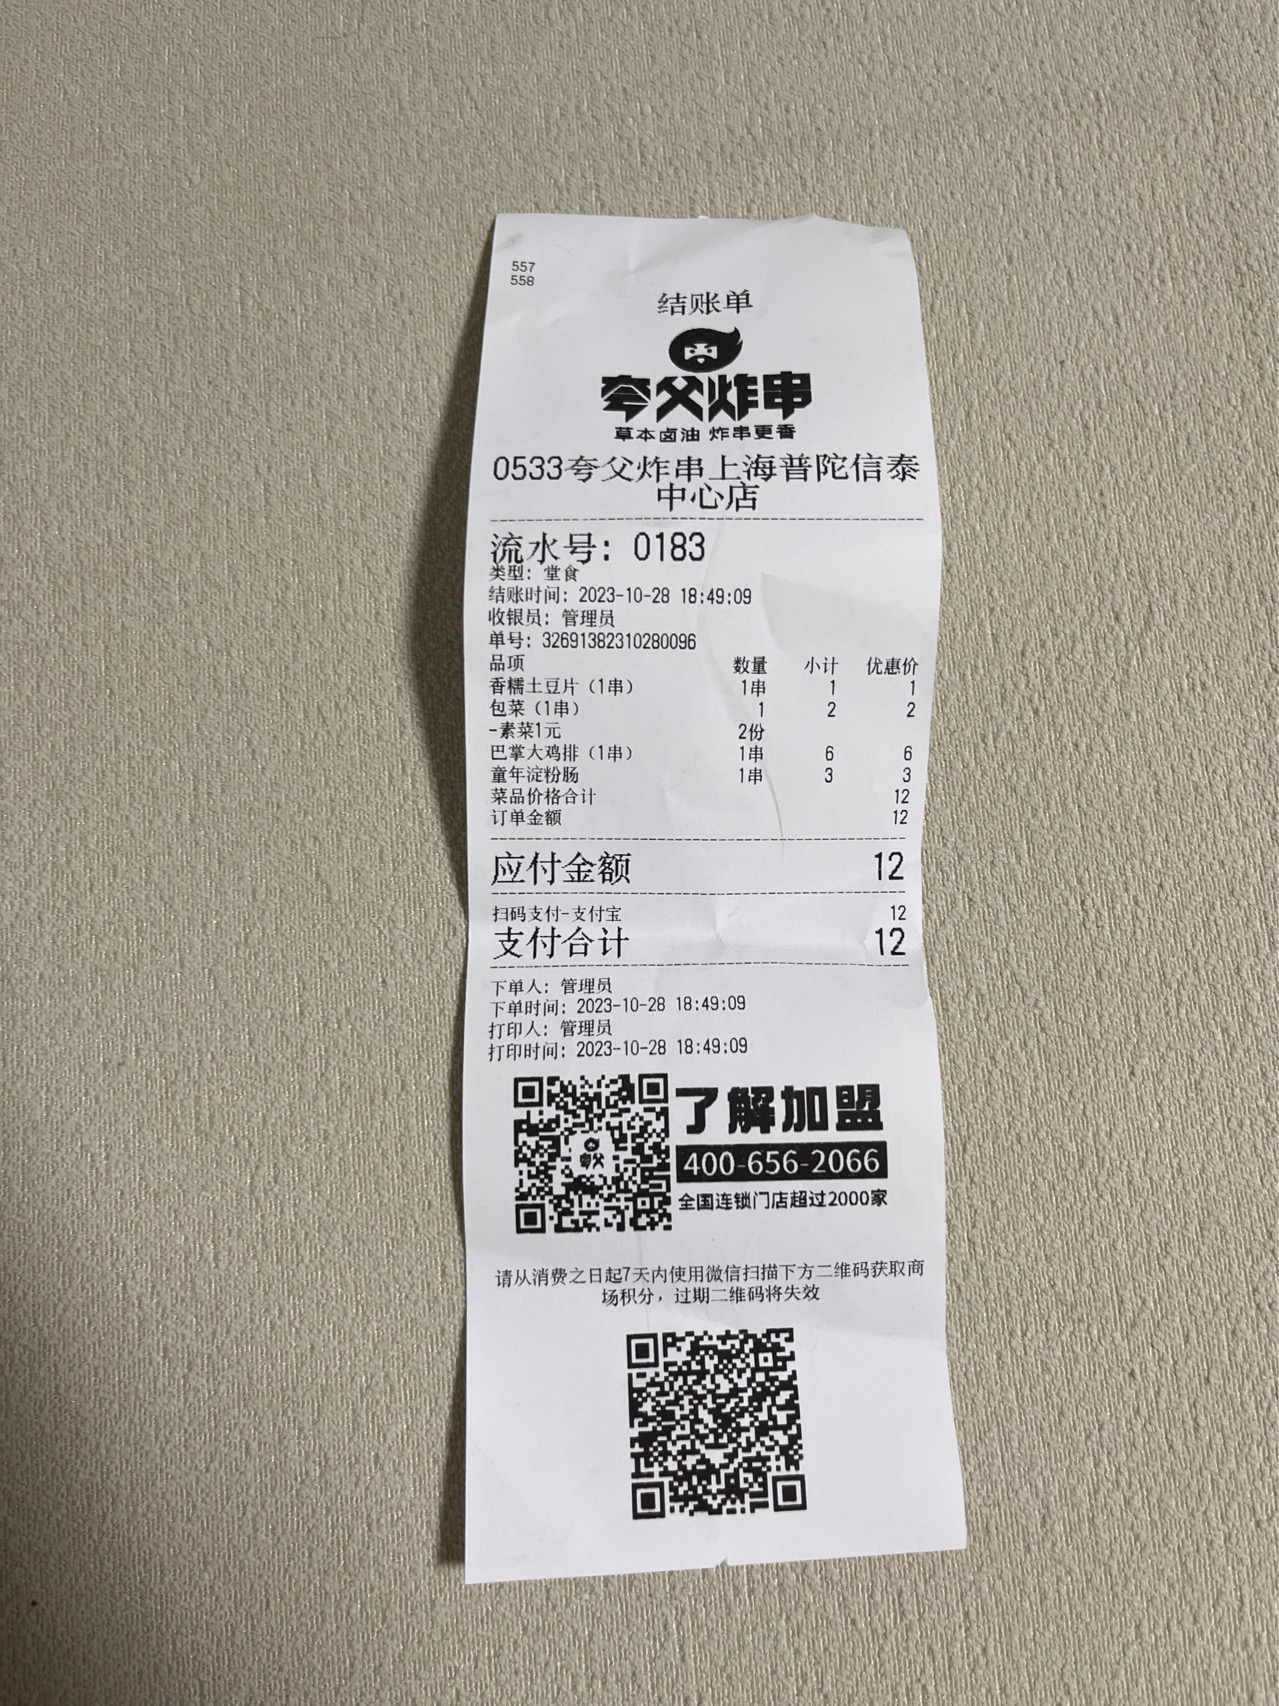 557
558
结账单
夸父炸串
草本卤油 炸串更香
0533夸父炸串上海普陀信泰
中心店
流水号: 0183
类型: 堂食
结账时间: 2023-10-28 18:49:09
收银员: 管理员
单号: 32691382310280096
品项 数量 小计 优惠价
香糯土豆片（1串） 1串 1 1
包菜（1串） 1 2 2
-素菜1元 2份
巴掌大鸡排（1串） 1串 6 6
童年淀粉肠 1串 3 3
菜品价格合计 12
订单金额 12
应付金额 12
扫码支付-支付宝 12
支付合计 12
下单人: 管理员
下单时间: 2023-10-28 18:49:09
打印人: 管理员
打印时间: 2023-10-28 18:49:09
夸父
了解加盟
400-656-2066
全国连锁门店超过2000家
请从消费之日起7天内使用微信扫描下方二维码获取商
场积分，过期二维码将失效